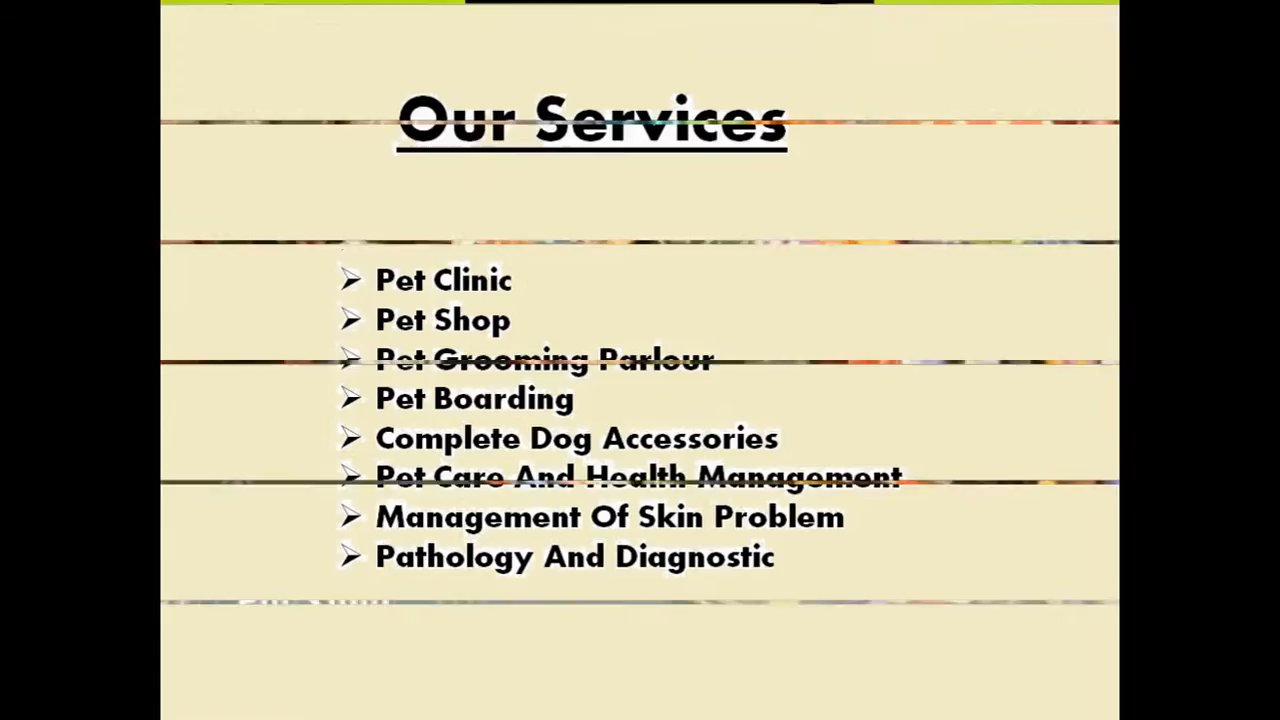 Our Services
➢ Pet Clinic
➢ Pet Shop
➢ Pet Grooming Parlour
➢ Pet Boarding
➢ Complete Dog Accessories
➢ Pet Care And Health Management
➢ Management Of Skin Problem
➢ Pathology And Diagnostic